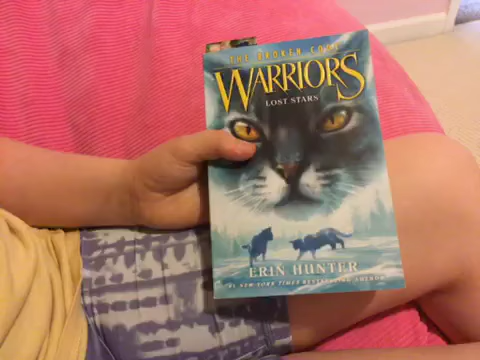 THE BROKEN CODE
WARRIORS
LOST STARS
ERIN HUNTER
#1 NEW YORK TIMES BESTSELLING AUTHOR